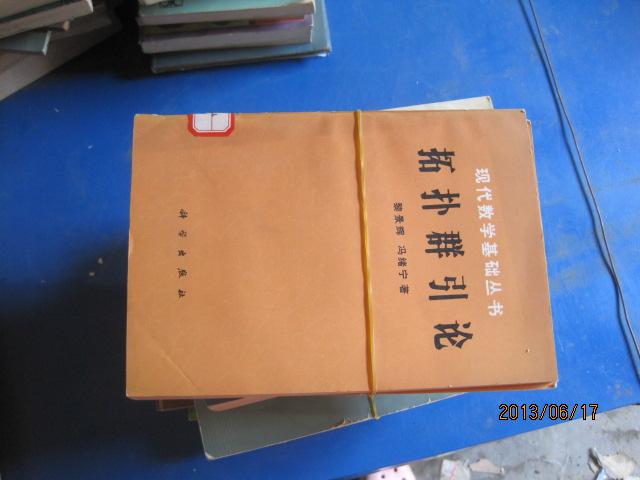 现代数学基础丛书
拓扑群引论
黎景辉 冯绪宁 著
科学出版社
2013/06/17